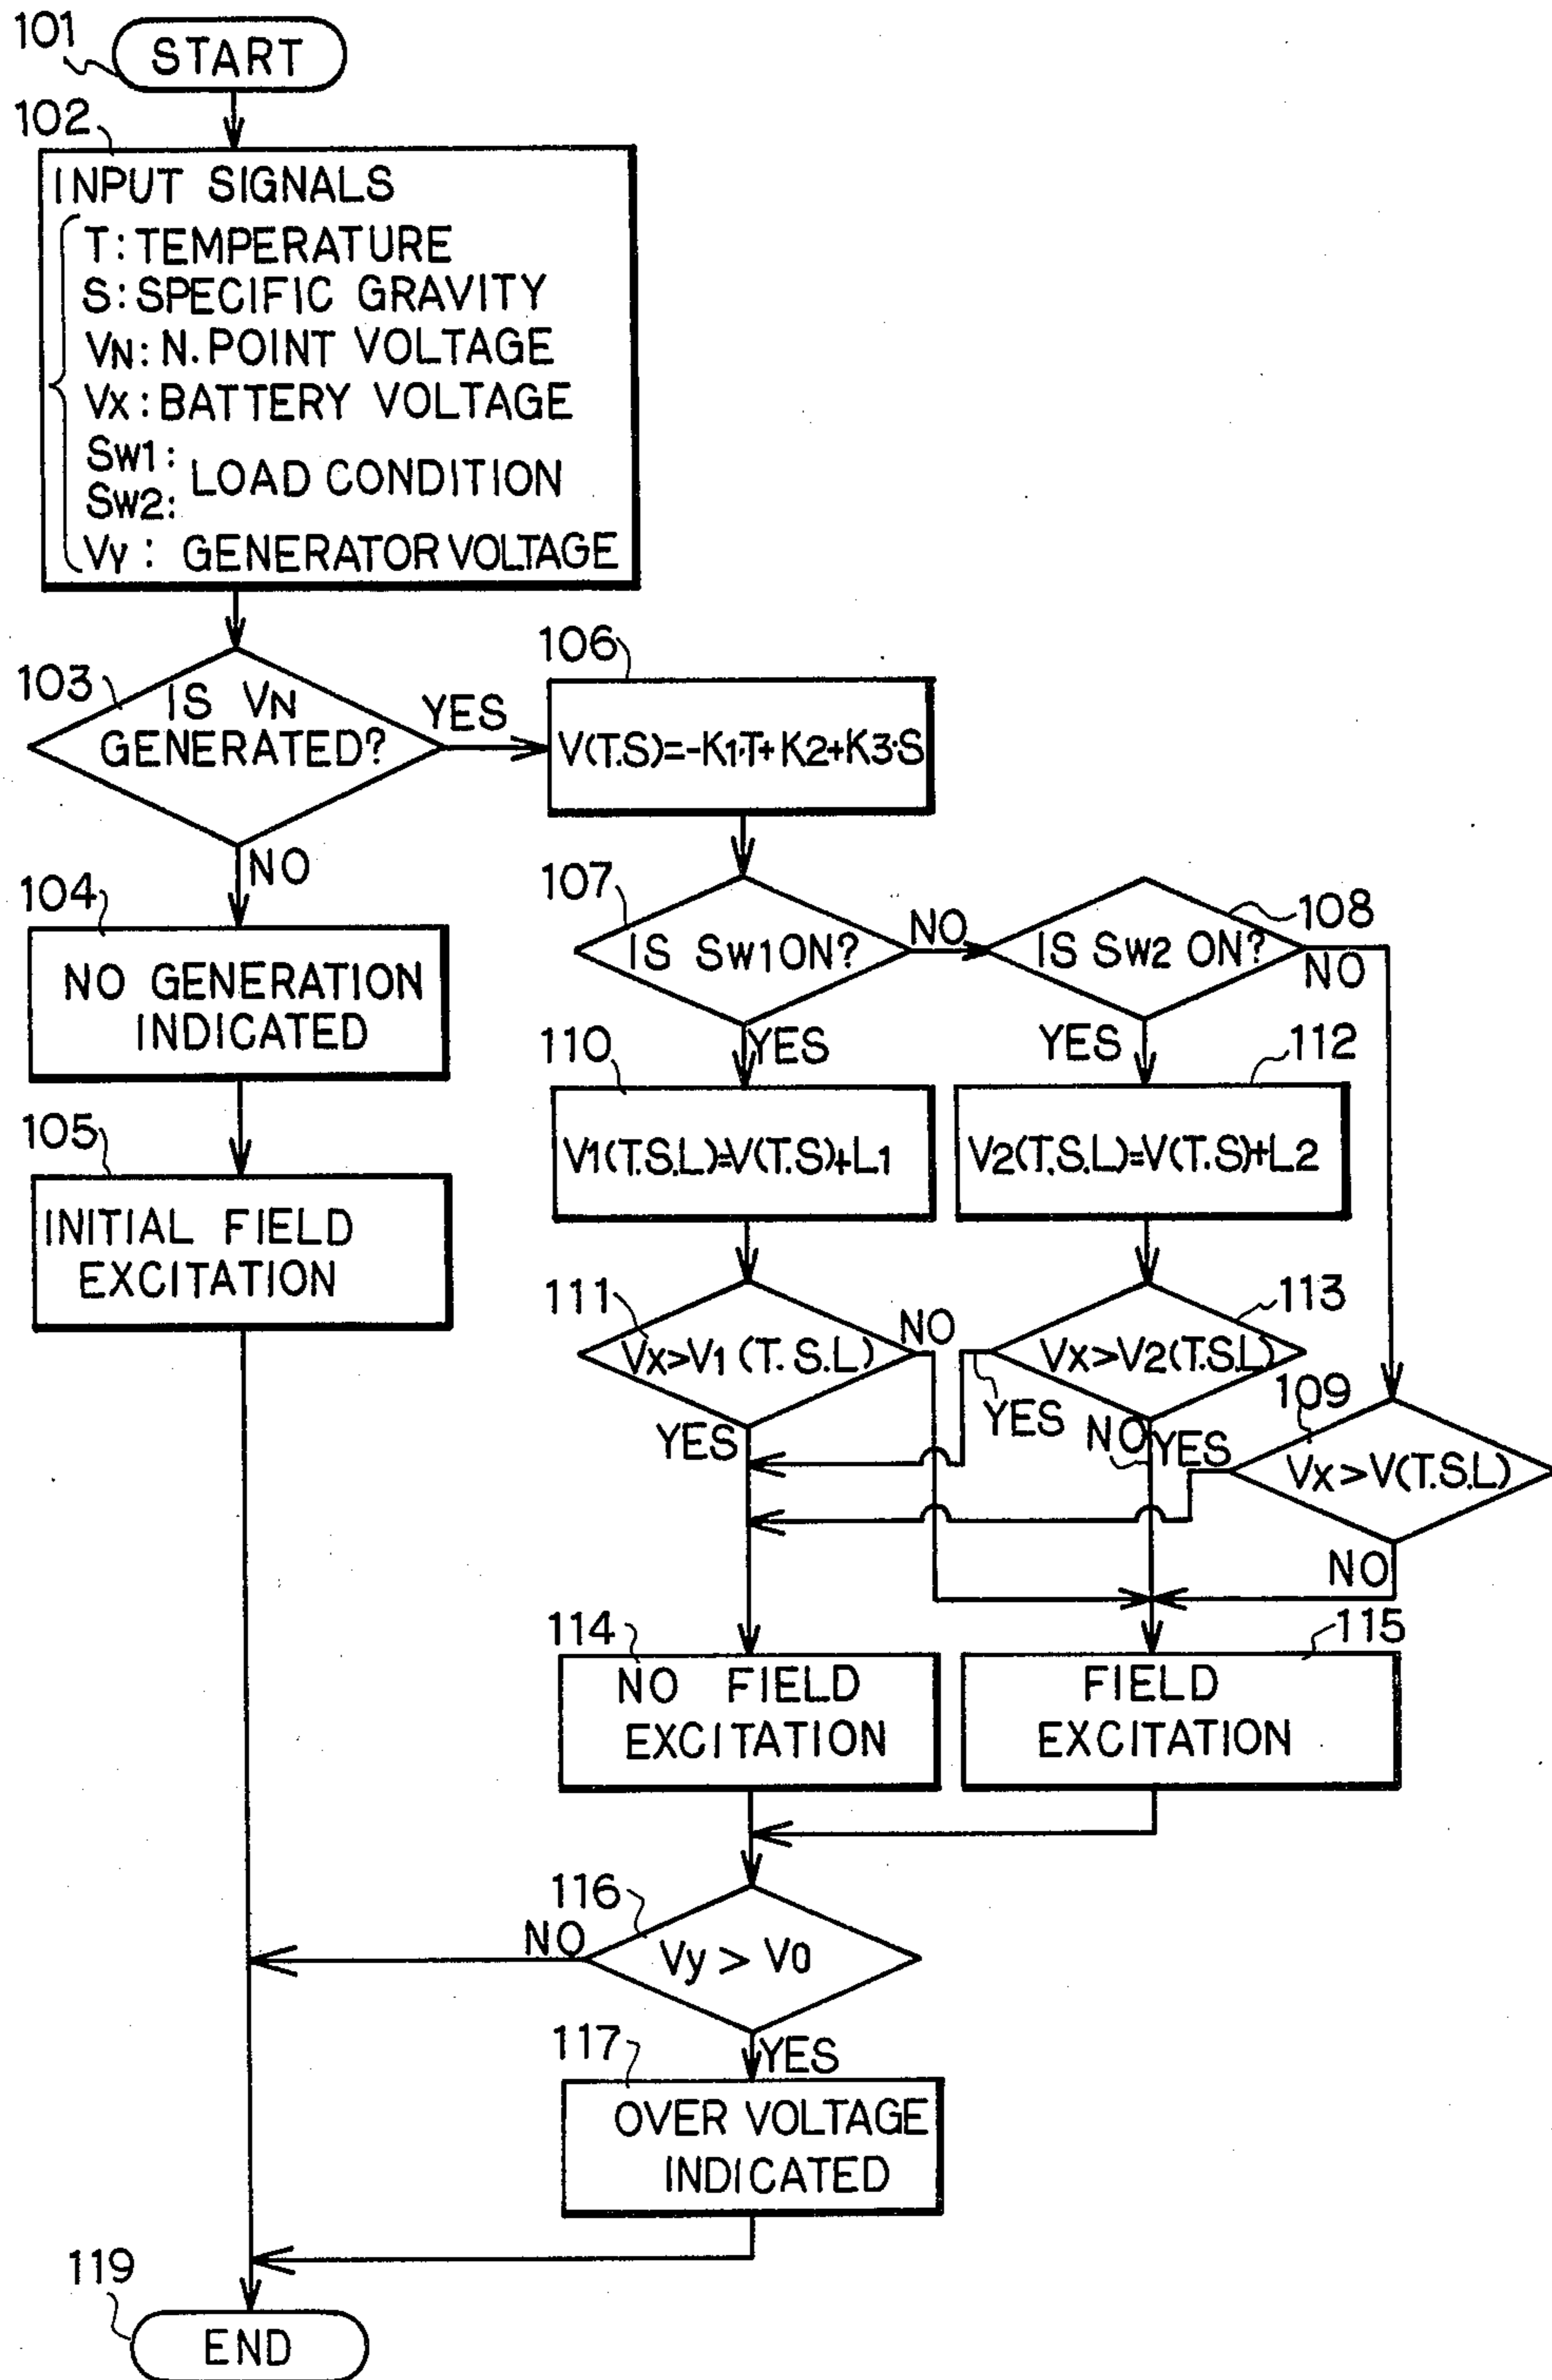 101
START
102
INPUT SIGNALS
T: TEMPERATURE
S: SPECIFIC GRAVITY
VN: N. POINT VOLTAGE
VX: BATTERY VOLTAGE
SW1:
SW2:
LOAD CONDITION
Vy: GENERATOR VOLTAGE
103
IS VN
GENERATED?
YES
NO
106
V(T.S)=-K1·T+K2+K3·S
104
NO GENERATION
INDICATED
107
IS SW1 ON?
NO
YES
108
IS SW2 ON?
NO
YES
105
INITIAL FIELD
EXCITATION
110
V1(T.S.L)=V(T.S)+L1
112
V2(T.S.L)=V(T.S)+L2
111
Vx>V1(T.S.L)
NO
YES
113
Vx>V2(T.S.L)
YES
NO
109
Vx>V(T.S.L)
YES
NO
114
NO FIELD
EXCITATION
115
FIELD
EXCITATION
116
Vy > V0
NO
YES
117
OVER VOLTAGE
INDICATED
119
END